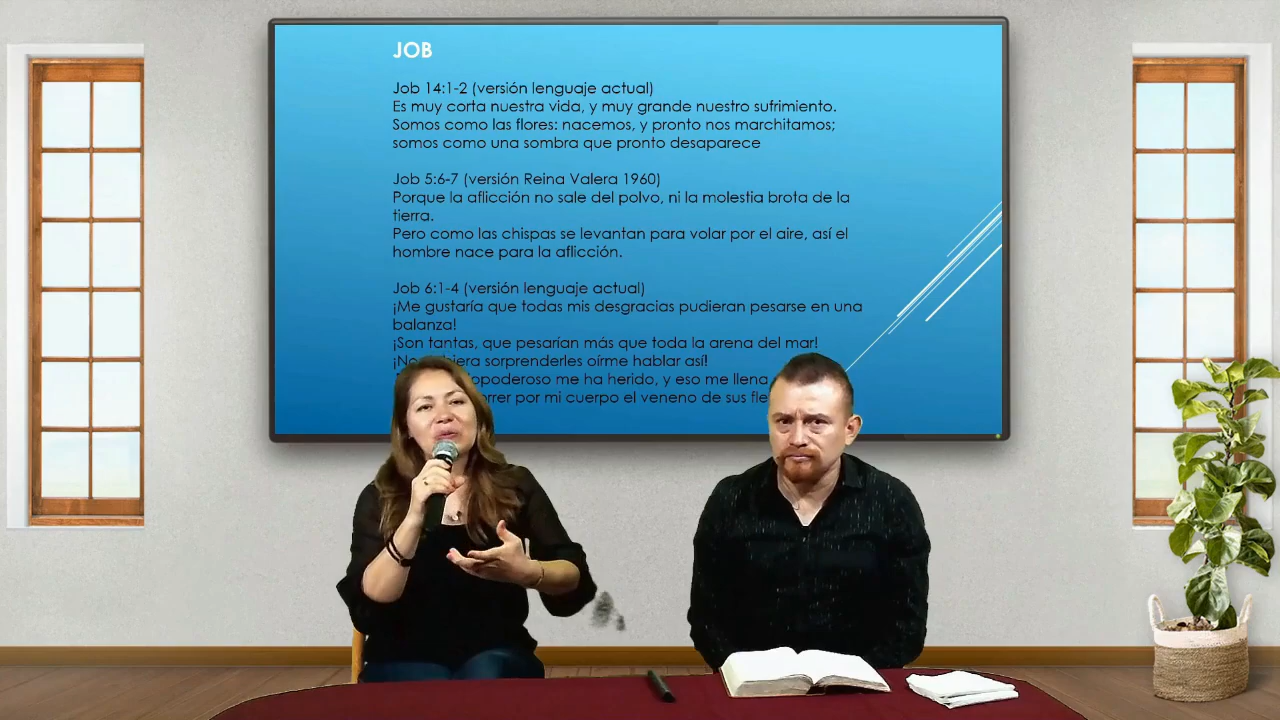 JOB
Job 14:1-2 (versión lenguaje actual)
Es muy corta nuestra vida, y muy grande nuestro sufrimiento.
Somos como las flores: nacemos, y pronto nos marchitamos;
somos como una sombra que pronto desaparece
Job 5:6-7 (versión Reina Valera 1960)
Porque la aflicción no sale del polvo, ni la molestia brota de la
tierra.
Pero como las chispas se levantan para volar por el aire, así el
hombre nace para la aflicción.
Job 6:1-4 (versión lenguaje actual)
¡Me gustaría que todas mis desgracias pudieran pesarse en una
balanza!
¡Son tantas, que pesarían más que toda la arena del mar!
sorprenderles oírme hablar así!
me ha herido, y eso me llena
por mi cuerpo el veneno de sus